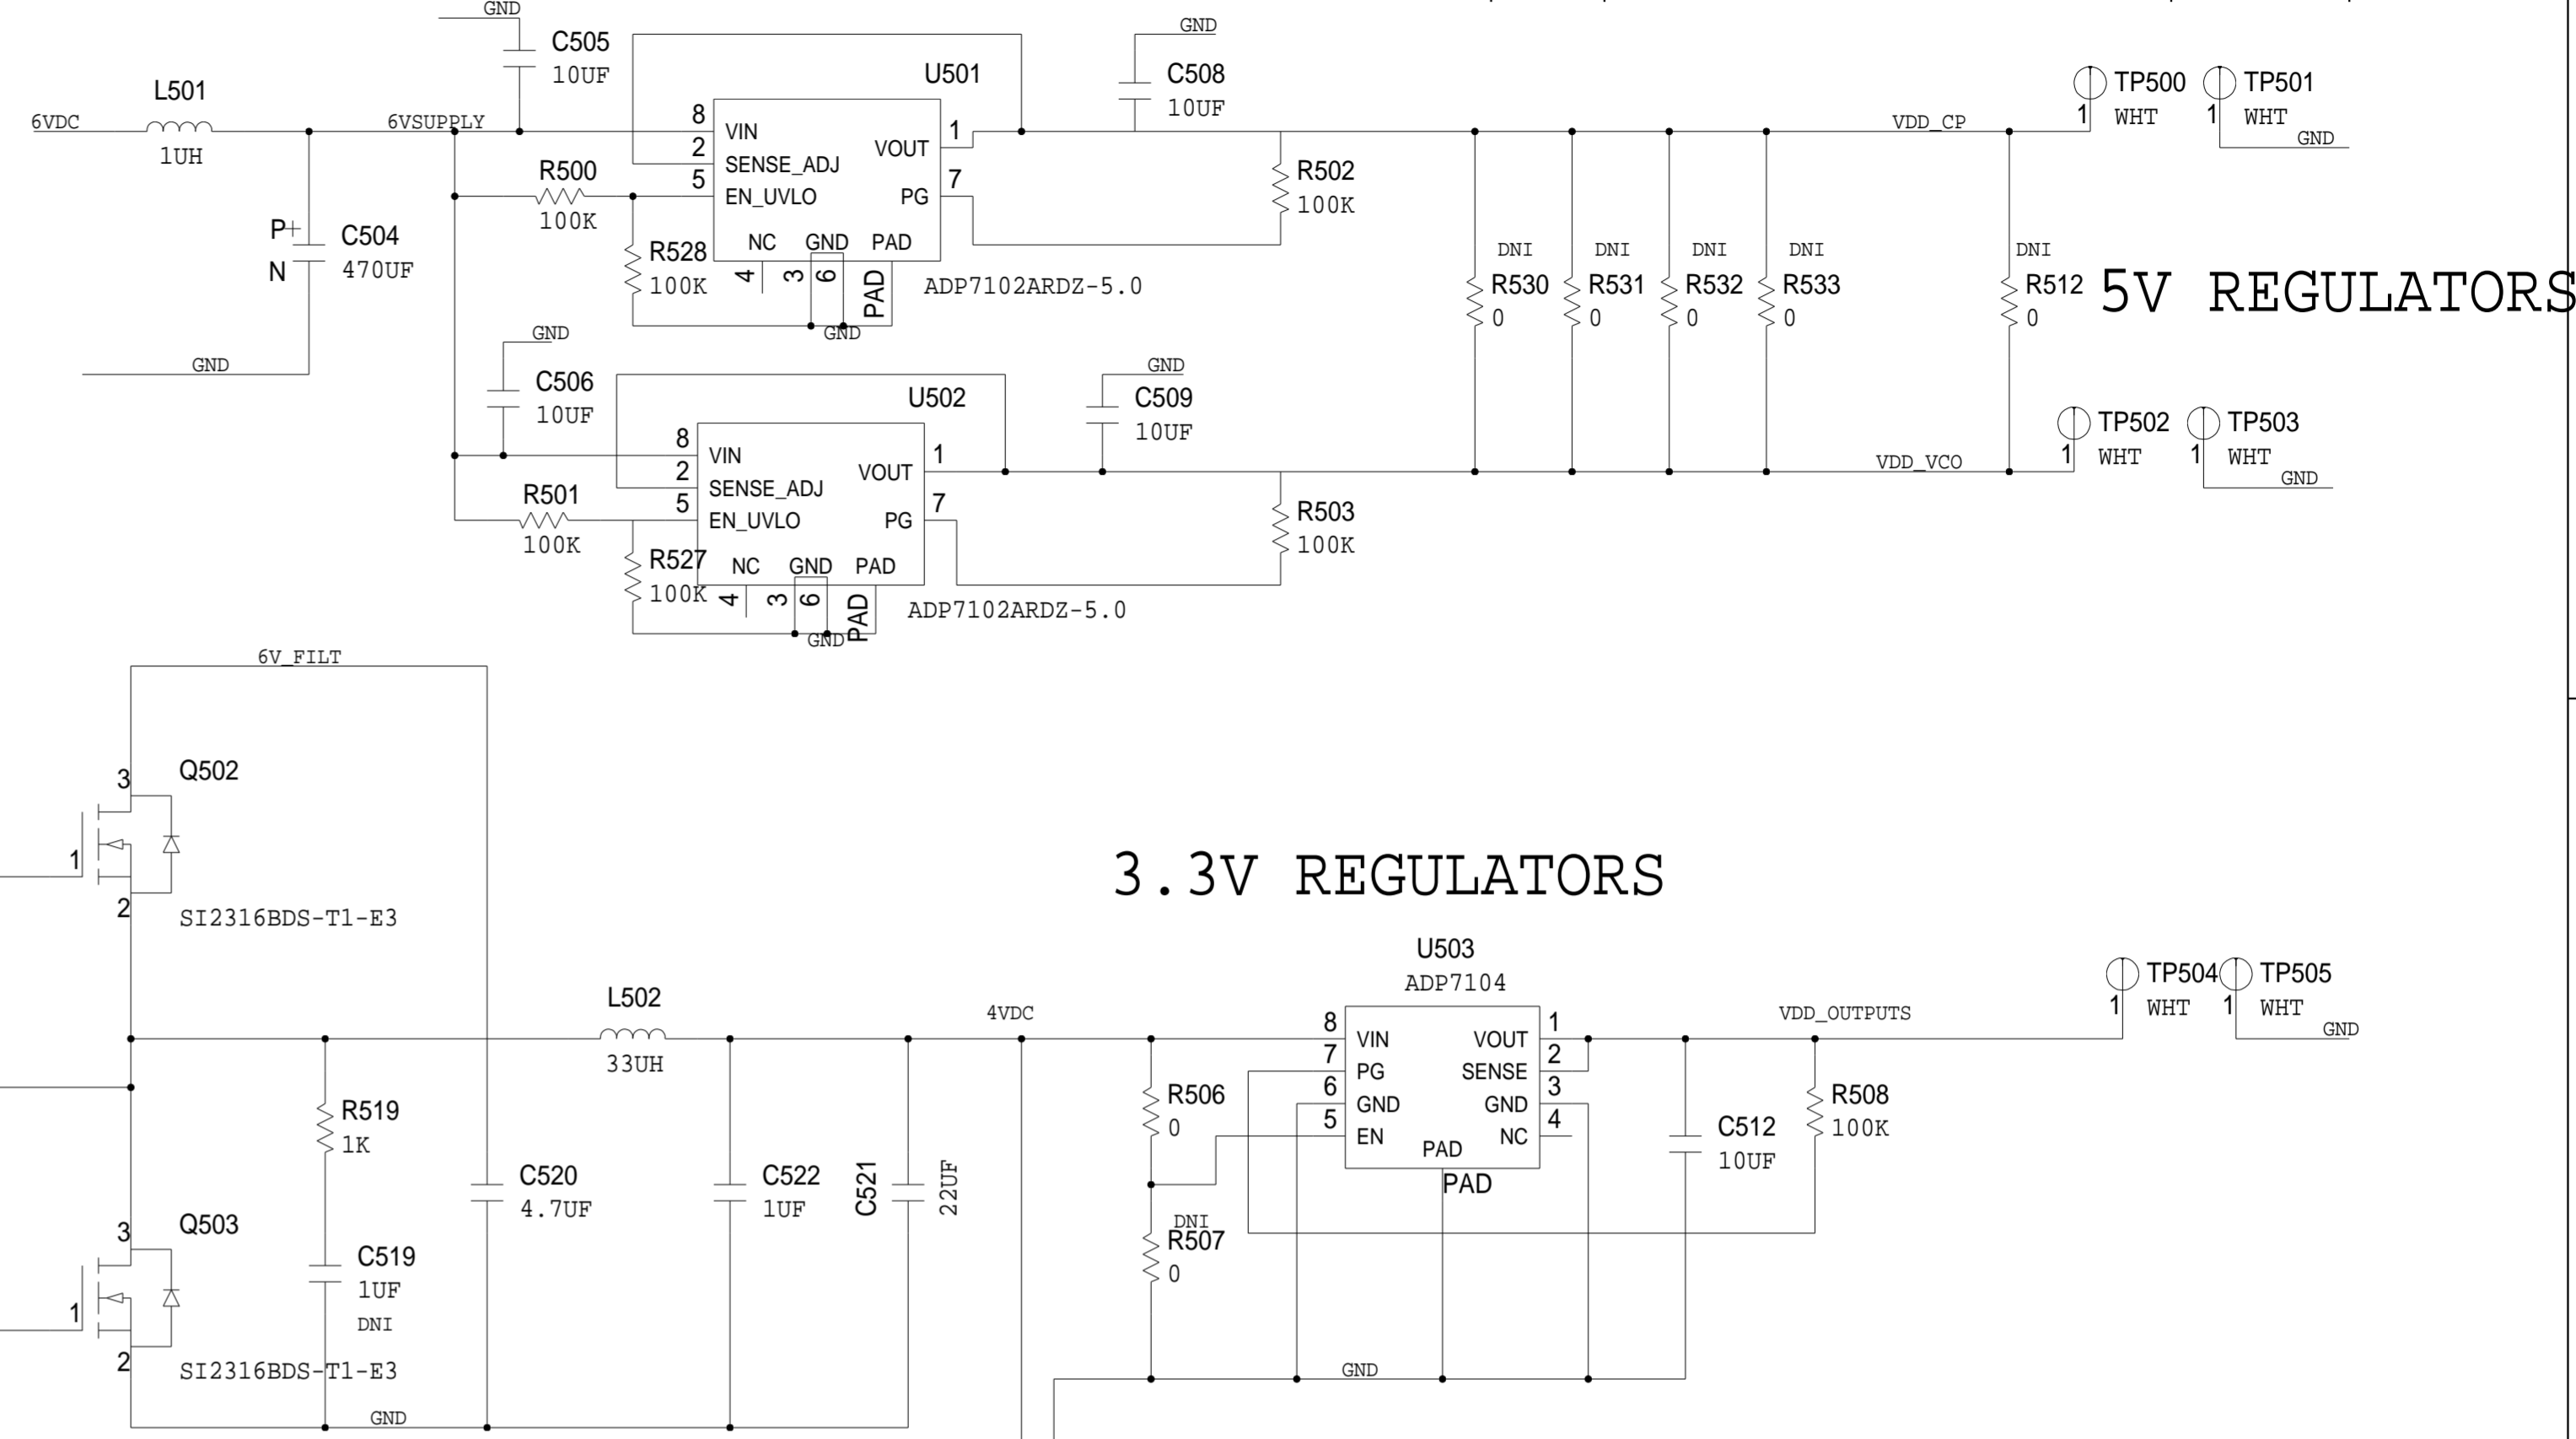 GND
C505
10UF
L501
6VDC
1UH
6VSUPPLY
P+
N
C504
470UF
GND
R500
100K
R528
100K
U501
8
VIN
2
SENSE_ADJ
5
EN_UVLO
1
VOUT
7
PG
NC
GND
PAD
4
3
6
PAD
ADP7102ARDZ-5.0
GND
GND
C508
10UF
R502
100K
VDD_CP
TP500
1
WHT
TP501
1
WHT
GND
DNI
R530
0
DNI
R531
0
DNI
R532
0
DNI
R533
0
DNI
R512
0
5V REGULATORS
GND
C506
10UF
R501
100K
R527
100K
U502
8
VIN
2
SENSE_ADJ
5
EN_UVLO
1
VOUT
7
PG
NC
GND
PAD
4
3
6
PAD
ADP7102ARDZ-5.0
GND
GND
C509
10UF
R503
100K
VDD_VCO
TP502
1
WHT
TP503
1
WHT
GND
6V_FILT
3
Q502
1
2
SI2316BDS-T1-E3
L502
33UH
R519
1K
C519
1UF
DNI
3
Q503
1
2
SI2316BDS-T1-E3
GND
C520
4.7UF
C522
1UF
C521
22UF
4VDC
3.3V REGULATORS
U503
ADP7104
8
VIN
7
PG
6
GND
5
EN
1
VOUT
2
SENSE
3
GND
4
NC
PAD
PAD
R506
0
DNI
R507
0
GND
C512
10UF
R508
100K
VDD_OUTPUTS
TP504
1
WHT
TP505
1
WHT
GND